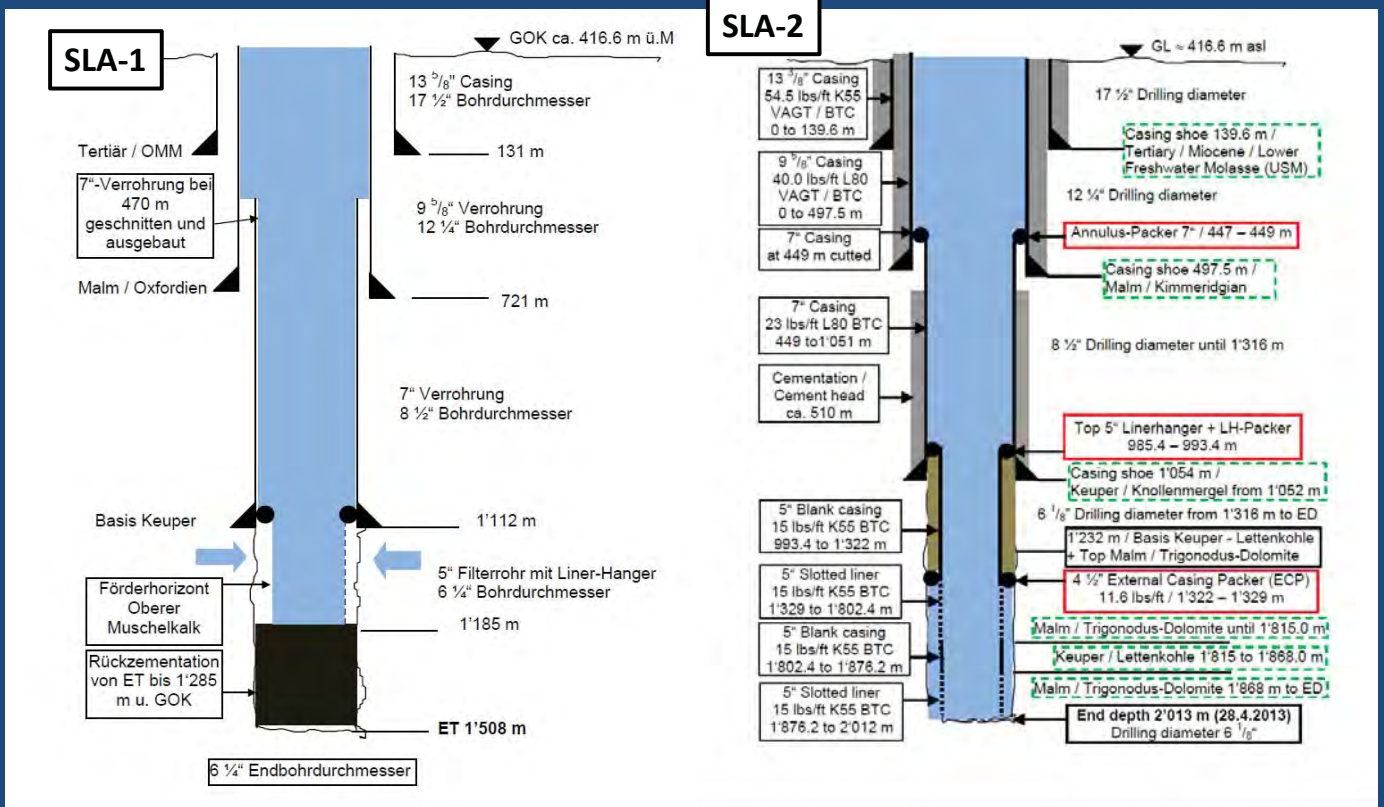 SLA-1
GOK ca. 416.6 m ü.M
13 5/8" Casing
17 ½" Bohrdurchmesser
Tertiär / OMM
131 m
7"-Verrohrung bei
470 m
geschnitten und
ausgebaut
9 5/8" Verrohrung
12 ¼" Bohrdurchmesser
Malm / Oxfordien
721 m
7" Verrohrung
8 ½" Bohrdurchmesser
Basis Keuper
1'112 m
5" Filterrohr mit Liner-Hanger
6 ¼" Bohrdurchmesser
Förderhorizont
Oberer
Muschelkalk
1'185 m
Rückzementation
von ET bis 1'285
m u. GOK
ET 1'508 m
6 ¼" Endbohrdurchmesser
SLA-2
GL ≈ 416.6 m asl
13 3/8" Casing
54.5 lbs/ft K55
VAGT / BTC
0 to 139.6 m
9 5/8" Casing
40.0 lbs/ft L80
VAGT / BTC
0 to 497.5 m
7" Casing
at 449 m cutted
7" Casing
23 lbs/ft L80 BTC
449 to1'051 m
Cementation /
Cement head
ca. 510 m
5" Blank casing
15 lbs/ft K55 BTC
993.4 to 1'322 m
5" Slotted liner
15 lbs/ft K55 BTC
1'329 to 1'802.4 m
5" Blank casing
15 lbs/ft K55 BTC
1'802.4 to 1'876.2 m
5" Slotted liner
15 lbs/ft K55 BTC
1'876.2 to 2'012 m
17 ½" Drilling diameter
Casing shoe 139.6 m /
Tertiary / Miocene / Lower
Freshwater Molasse (USM)
12 ¼" Drilling diameter
Annulus-Packer 7" / 447 – 449 m
Casing shoe 497.5 m /
Malm / Kimmeridgian
8 ½" Drilling diameter until 1'316 m
Top 5" Linerhanger + LH-Packer
985.4 – 993.4 m
Casing shoe 1'054 m /
Keuper / Knollenmergel from 1'052 m
6 1/8" Drilling diameter from 1'316 m to ED
1'232 m / Basis Keuper - Lettenkohle
+ Top Malm / Trigonodus-Dolomite
4 ½" External Casing Packer (ECP)
11.6 lbs/ft / 1'322 – 1'329 m
Malm / Trigonodus-Dolomite until 1'815.0 m
Keuper / Lettenkohle 1'815 to 1'868.0 m
Malm / Trigonodus-Dolomite 1'868 m to ED
End depth 2'013 m (28.4.2013)
Drilling diameter 6 1/8"